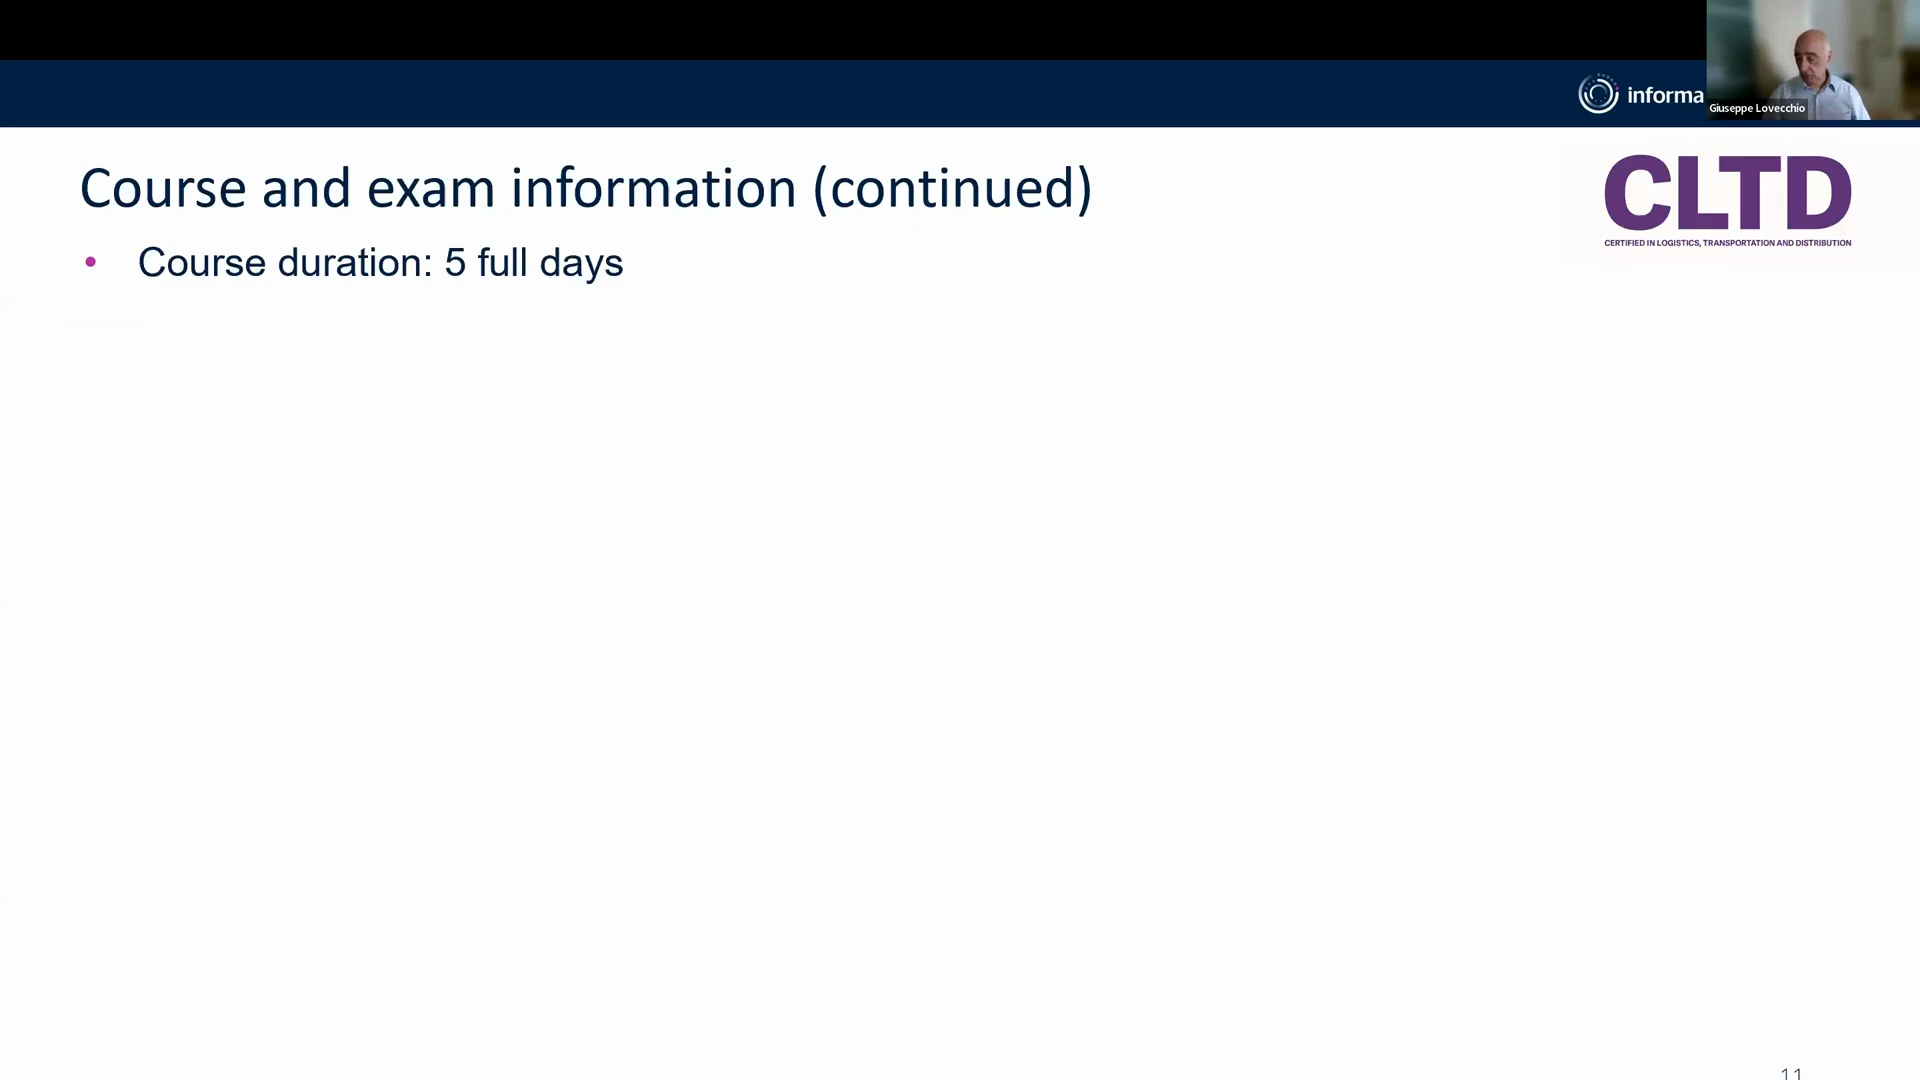 informa
Giuseppe Lovecchio
Course and exam information (continued)
CLTD
CERTIFIED IN LOGISTICS, TRANSPORTATION AND DISTRIBUTION
• Course duration: 5 full days
11